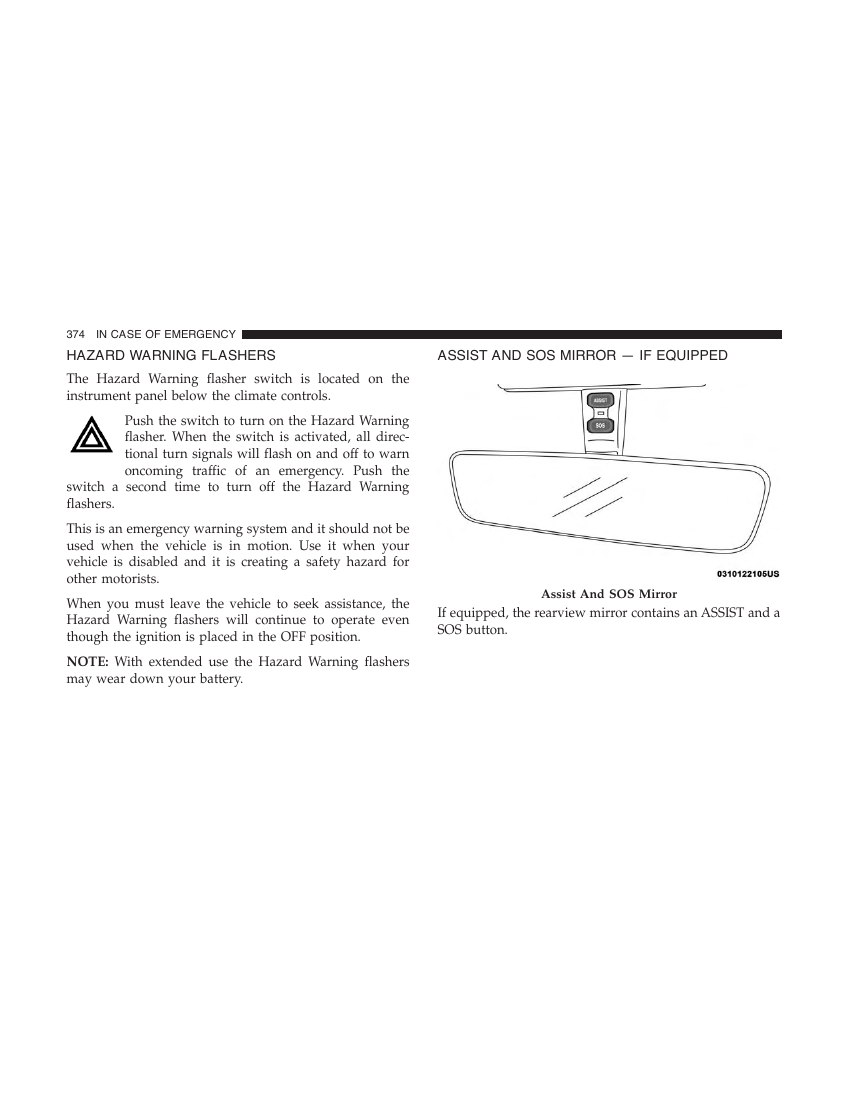 374 IN CASE OF EMERGENCY
HAZARD WARNING FLASHERS
The Hazard Warning flasher switch is located on the
instrument panel below the climate controls.
Push the switch to turn on the Hazard Warning
flasher. When the switch is activated, all direc-
tional turn signals will flash on and off to warn
oncoming traffic of an emergency. Push the
switch a second time to turn off the Hazard Warning
flashers.
This is an emergency warning system and it should not be
used when the vehicle is in motion. Use it when your
vehicle is disabled and it is creating a safety hazard for
other motorists.
When you must leave the vehicle to seek assistance, the
Hazard Warning flashers will continue to operate even
though the ignition is placed in the OFF position.
NOTE: With extended use the Hazard Warning flashers
may wear down your battery.
ASSIST AND SOS MIRROR — IF EQUIPPED
ASSIST
SOS
0310122105US
Assist And SOS Mirror
If equipped, the rearview mirror contains an ASSIST and a
SOS button.